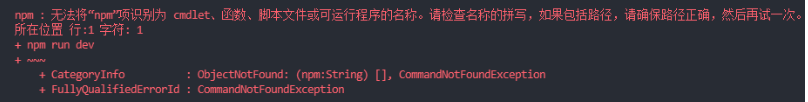 npm : 无法将“npm”项识别为 cmdlet、函数、脚本文件或可运行程序的名称。请检查名称的拼写，如果包括路径，请确保路径正确，然后再试一次。
所在位置 行:1 字符: 1
+ npm run dev
+ ~~~
    + CategoryInfo          : ObjectNotFound: (npm:String) [], CommandNotFoundException
    + FullyQualifiedErrorId : CommandNotFoundException